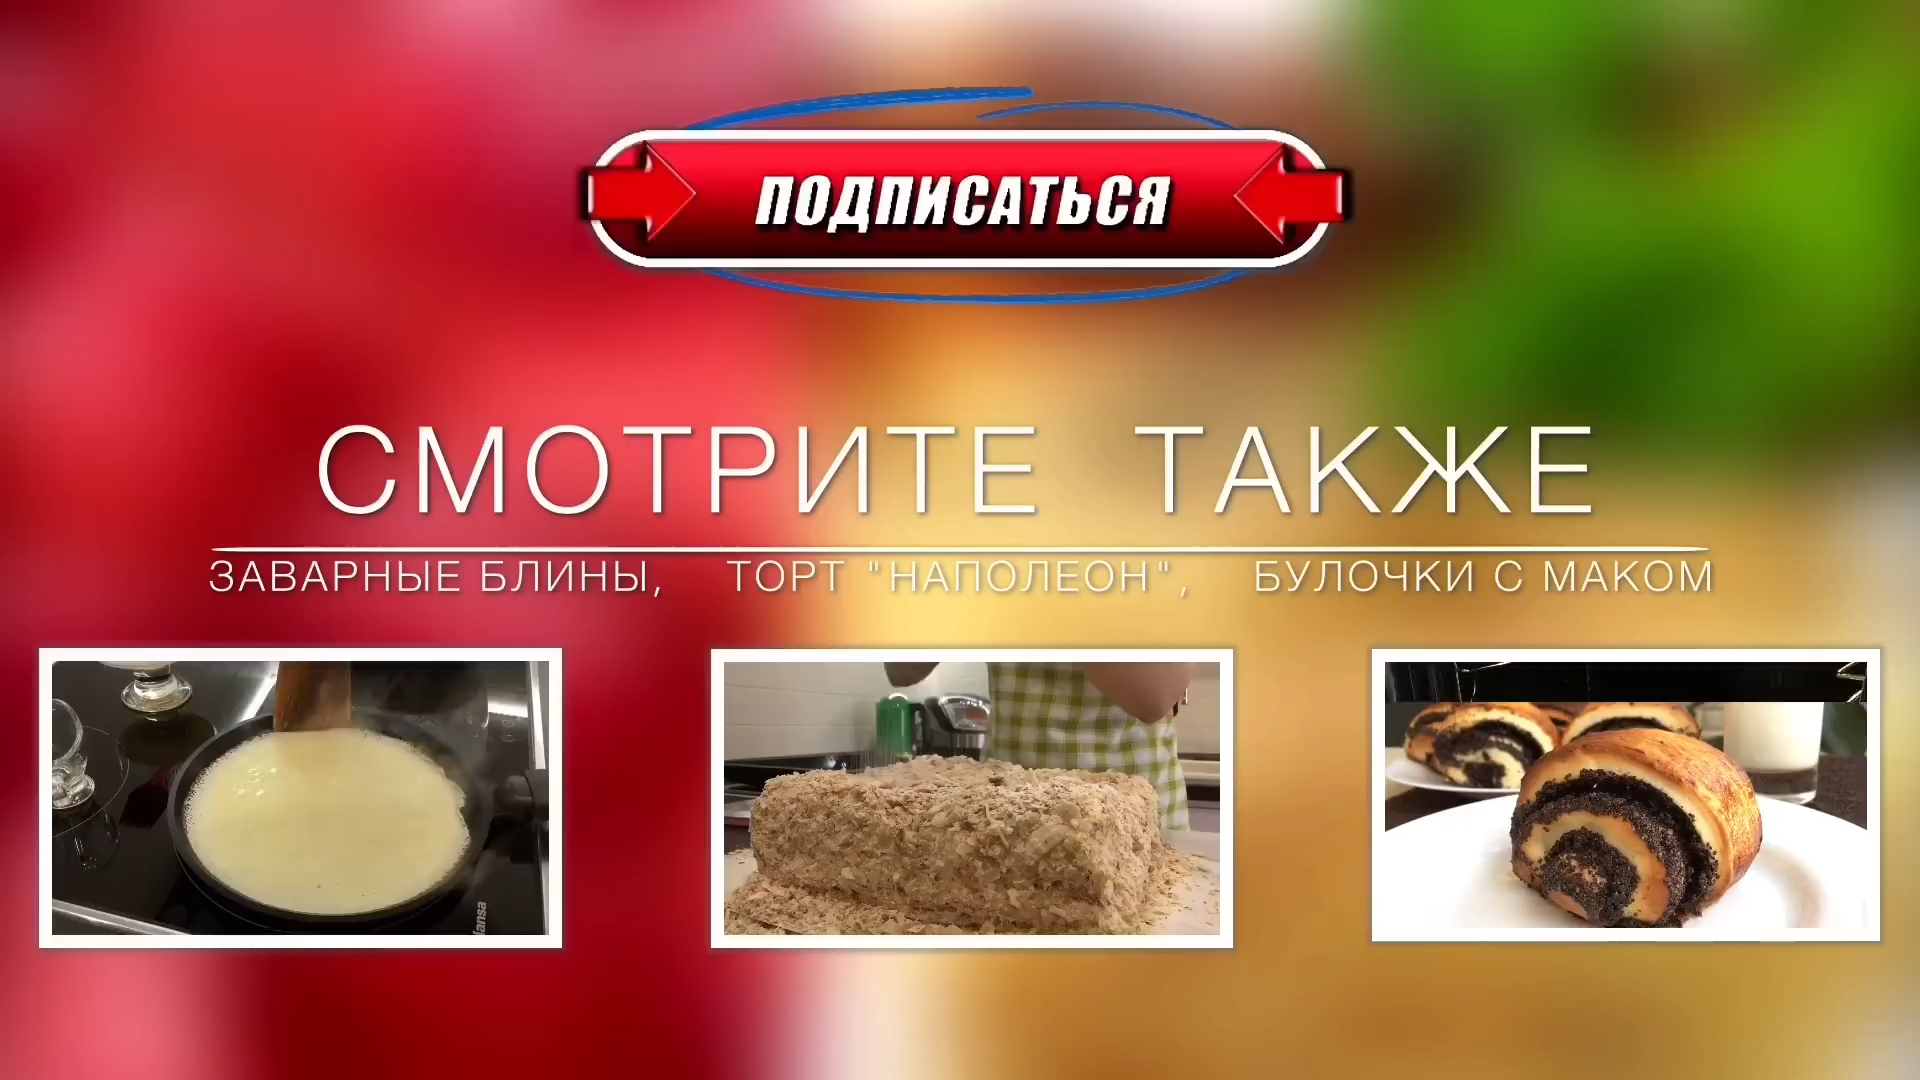 ПОДПИСАТЬСЯ
СМОТРИТЕ ТАКЖЕ
ЗАВАРНЫЕ БЛИНЫ, ТОРТ "НАПОЛЕОН", БУЛОЧКИ С МАКОМ